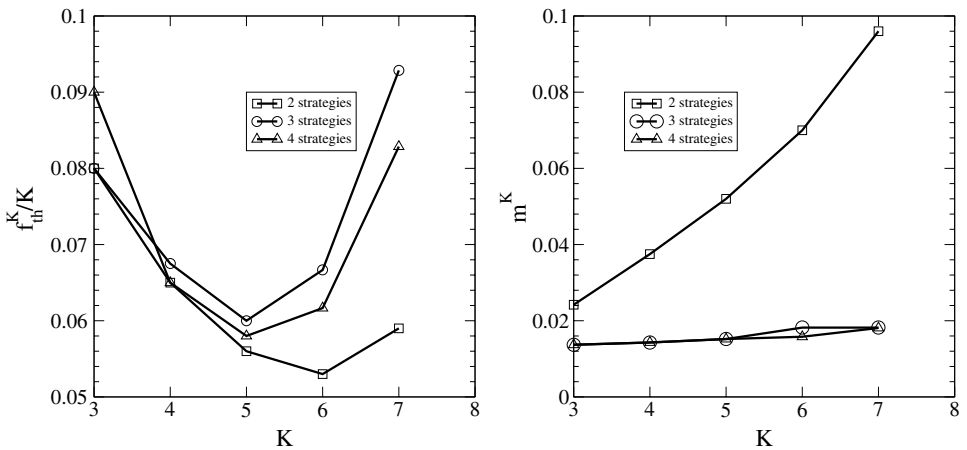 0.1
0.09
0.08
0.07
0.06
0.05
3 4 5 6 7 8
K
f_th^K/K
2 strategies
3 strategies
4 strategies
0.1
0.08
0.06
0.04
0.02
0
3 4 5 6 7 8
K
m^K
2 strategies
3 strategies
4 strategies